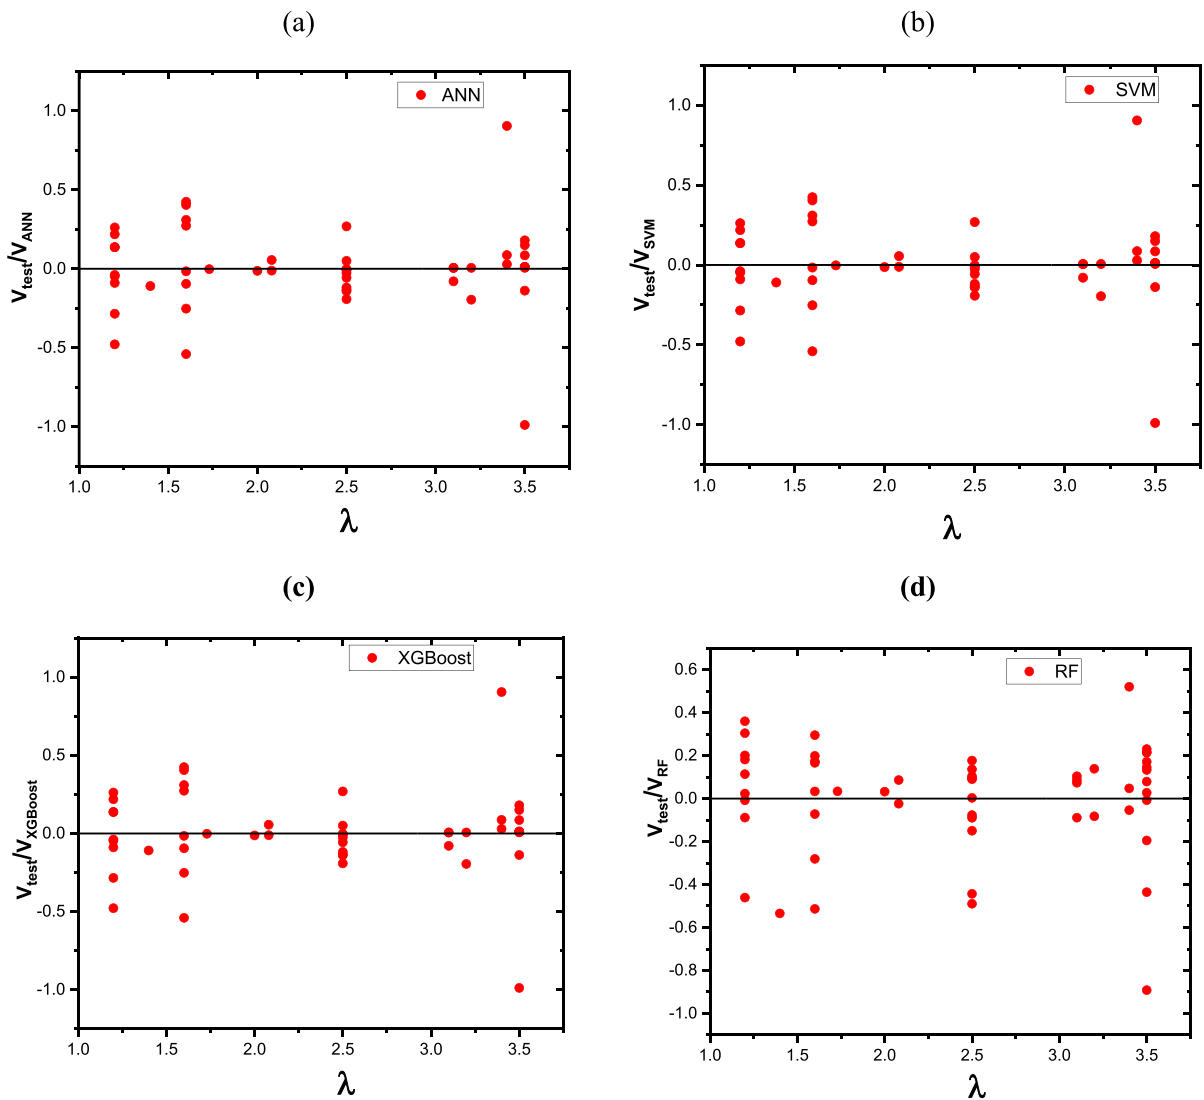 (a)
ANN
1.0
0.5
0.0
-0.5
-1.0
V_test/V_ANN
1.0 1.5 2.0 2.5 3.0 3.5
λ
(b)
SVM
1.0
0.5
0.0
-0.5
-1.0
V_test/V_SVM
1.0 1.5 2.0 2.5 3.0 3.5
λ
(c)
XGBoost
1.0
0.5
0.0
-0.5
-1.0
V_test/V_XGBoost
1.0 1.5 2.0 2.5 3.0 3.5
λ
(d)
RF
0.6
0.4
0.2
0.0
-0.2
-0.4
-0.6
-0.8
-1.0
V_test/V_RF
1.0 1.5 2.0 2.5 3.0 3.5
λ